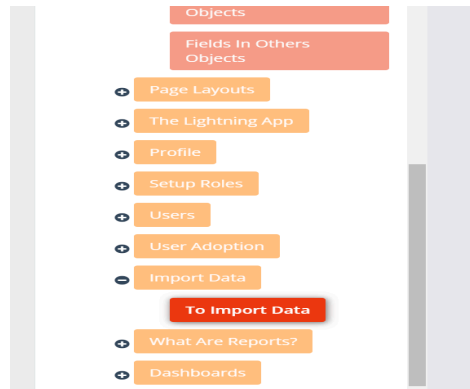 Objects
Fields In Others
Objects
Page Layouts
The Lightning App
Profile
Setup Roles
Users
User Adoption
Import Data
To Import Data
What Are Reports?
Dashboards